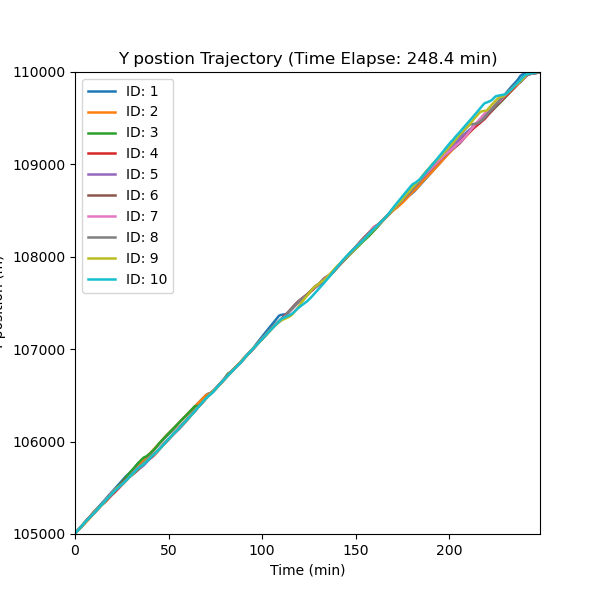 Y postion Trajectory (Time Elapse: 248.4 min)
110000
109000
108000
107000
106000
105000
ID: 1
ID: 2
ID: 3
ID: 4
ID: 5
ID: 6
ID: 7
ID: 8
ID: 9
ID: 10
0
50
100
150
200
Time (min)